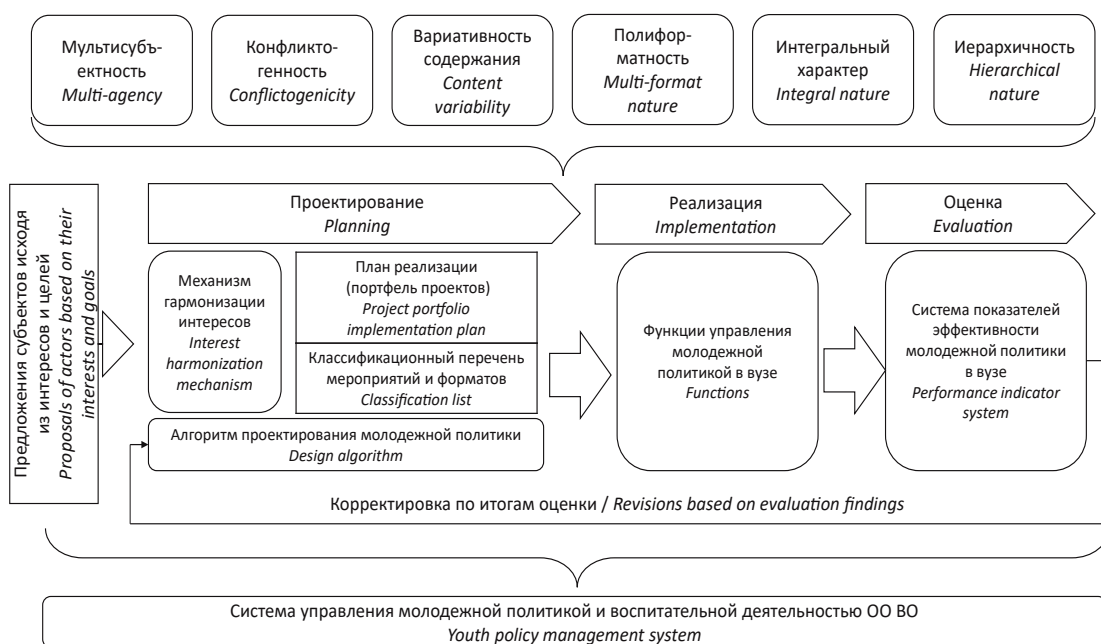 Мультисубъ-
ектность
Multi-agency
Конфликто-
генность
Conflictogenicity
Вариативность
содержания
Content
variability
Полифор-
матность
Multi-format
nature
Интегральный
характер
Integral nature
Иерархичность
Hierarchical
nature
Предложения субъектов исходя
из интересов и целей
Proposals of actors based on their
interests and goals
Проектирование
Planning
Реализация
Implementation
Оценка
Evaluation
Механизм
гармонизации
интересов
Interest
harmonization
mechanism
План реализации
(портфель проектов)
Project portfolio
implementation plan
Классификационный перечень
мероприятий и форматов
Classification list
Алгоритм проектирования молодежной политики
Design algorithm
Функции управления
молодежной
политикой в вузе
Functions
Система показателей
эффективности
молодежной политики
в вузе
Performance indicator
system
Корректировка по итогам оценки / Revisions based on evaluation findings
Система управления молодежной политикой и воспитательной деятельностью ОО ВО
Youth policy management system